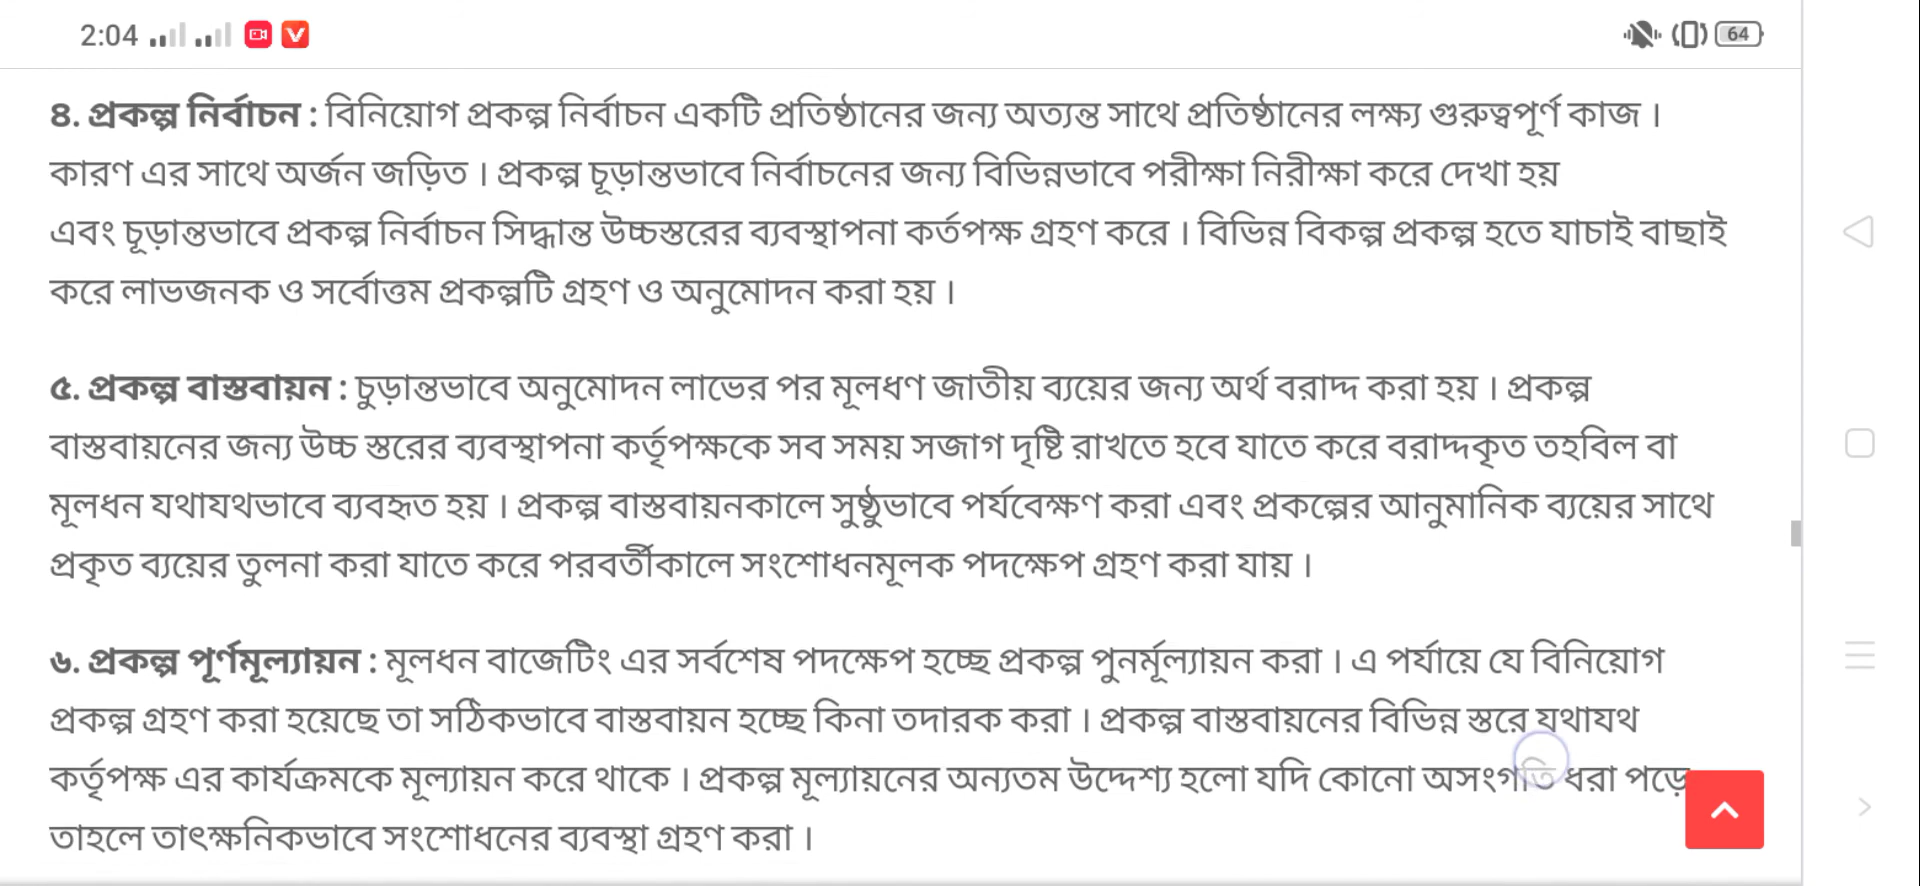 2:04
64
৪. প্রকল্প নির্বাচন : বিনিয়োগ প্রকল্প নির্বাচন একটি প্রতিষ্ঠানের জন্য অত্যন্ত সাথে প্রতিষ্ঠানের লক্ষ্য গুরুত্বপূর্ণ কাজ ।
কারণ এর সাথে অর্জন জড়িত । প্রকল্প চূড়ান্তভাবে নির্বাচনের জন্য বিভিন্নভাবে পরীক্ষা নিরীক্ষা করে দেখা হয়
এবং চূড়ান্তভাবে প্রকল্প নির্বাচন সিদ্ধান্ত উচ্চস্তরের ব্যবস্থাপনা কর্তপক্ষ গ্রহণ করে । বিভিন্ন বিকল্প প্রকল্প হতে যাচাই বাছাই
করে লাভজনক ও সর্বোত্তম প্রকল্পটি গ্রহণ ও অনুমোদন করা হয় ।
৫. প্রকল্প বাস্তবায়ন : চুড়ান্তভাবে অনুমোদন লাভের পর মূলধণ জাতীয় ব্যয়ের জন্য অর্থ বরাদ্দ করা হয় । প্রকল্প
বাস্তবায়নের জন্য উচ্চ স্তরের ব্যবস্থাপনা কর্তৃপক্ষকে সব সময় সজাগ দৃষ্টি রাখতে হবে যাতে করে বরাদ্দকৃত তহবিল বা
মূলধন যথাযথভাবে ব্যবহৃত হয় । প্রকল্প বাস্তবায়নকালে সুষ্ঠুভাবে পর্যবেক্ষণ করা এবং প্রকল্পের আনুমানিক ব্যয়ের সাথে
প্রকৃত ব্যয়ের তুলনা করা যাতে করে পরবর্তীকালে সংশোধনমূলক পদক্ষেপ গ্রহণ করা যায় ।
৬. প্রকল্প পূর্ণমূল্যায়ন : মূলধন বাজেটিং এর সর্বশেষ পদক্ষেপ হচ্ছে প্রকল্প পুনর্মূল্যায়ন করা । এ পর্যায়ে যে বিনিয়োগ
প্রকল্প গ্রহণ করা হয়েছে তা সঠিকভাবে বাস্তবায়ন হচ্ছে কিনা তদারক করা । প্রকল্প বাস্তবায়নের বিভিন্ন স্তরে যথাযথ
কর্তৃপক্ষ এর কার্যক্রমকে মূল্যায়ন করে থাকে । প্রকল্প মূল্যায়নের অন্যতম উদ্দেশ্য হলো যদি কোনো অসংগতি ধরা পড়ে
তাহলে তাৎক্ষনিকভাবে সংশোধনের ব্যবস্থা গ্রহণ করা ।